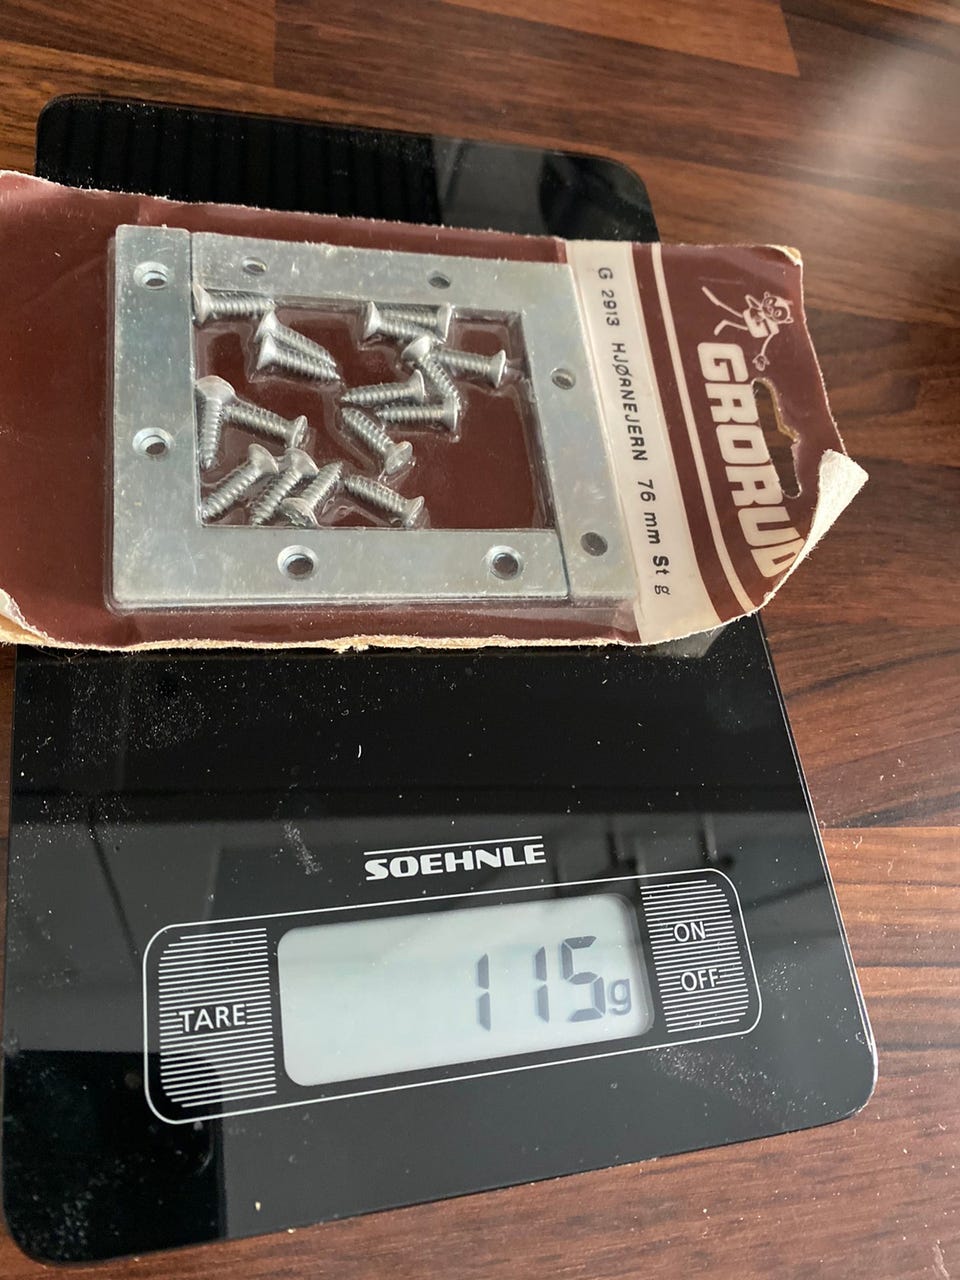 G 2913 HJØRNEJERN 76 mm St g
GRORUD
SOEHNLE
TARE
115g
ON
OFF